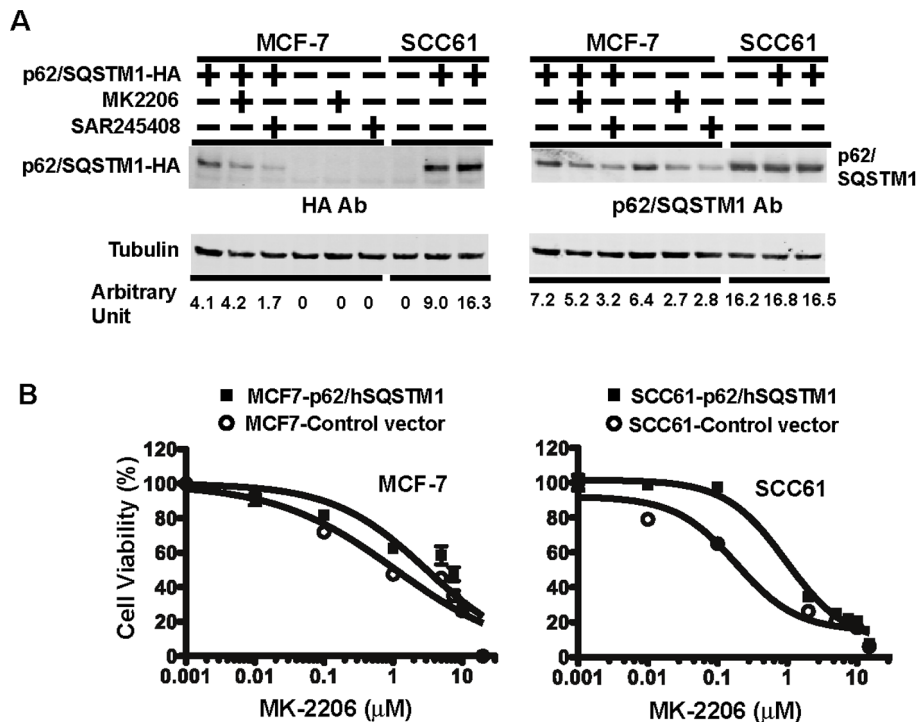 A
MCF-7 SCC61 MCF-7 SCC61
p62/SQSTM1-HA + + + − − − − + + + + + − − − − + +
MK2206 − + − − + − − − − − + − − + − − − −
SAR245408 − − + − − + − − − − − + − − + − − −
p62/SQSTM1-HA p62/
SQSTM1
HA Ab p62/SQSTM1 Ab
Tubulin
Arbitrary
Unit
4.1 4.2 1.7 0 0 0 0 9.0 16.3 7.2 5.2 3.2 6.4 2.7 2.8 16.2 16.8 16.5
B
MCF7-p62/hSQSTM1
MCF7-Control vector
MCF-7
Cell Viability (%)
120
100
80
60
40
20
0
0.001 0.01 0.1 1 10
MK-2206 (μM)
SCC61-p62/hSQSTM1
SCC61-Control vector
SCC61
120
100
80
60
40
20
0
0.001 0.01 0.1 1 10
MK-2206 (μM)